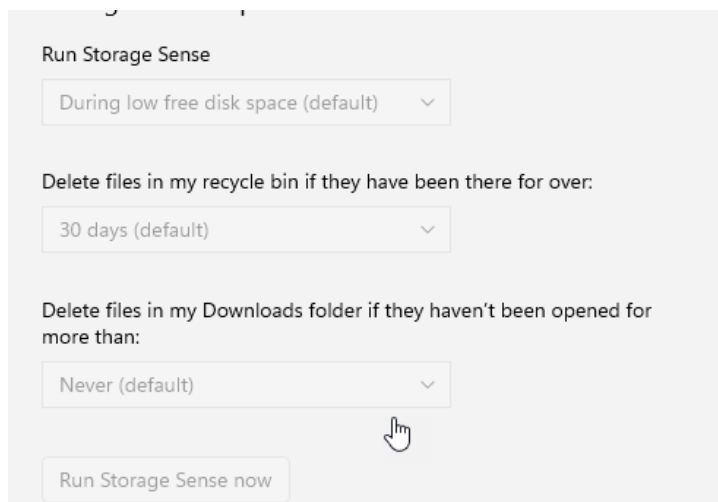 Run Storage Sense
During low free disk space (default)
Delete files in my recycle bin if they have been there for over:
30 days (default)
Delete files in my Downloads folder if they haven't been opened for
more than:
Never (default)
Run Storage Sense now